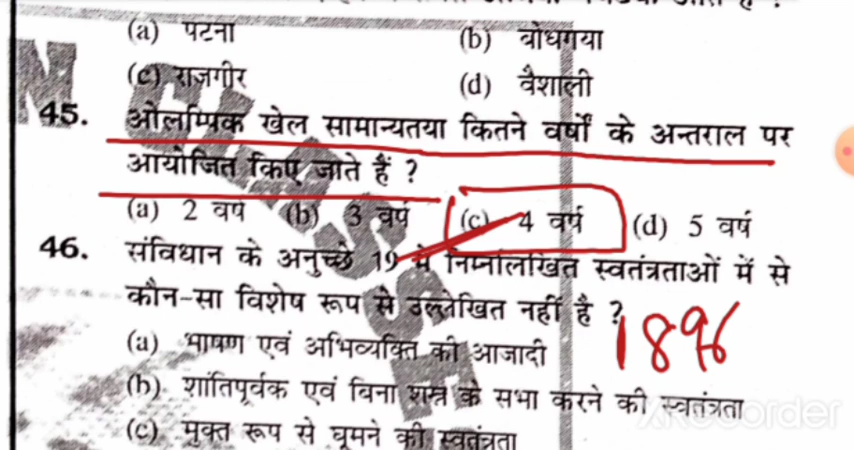 (a) पटना (b) बोधगया
(c) राजगीर (d) वैशाली
45. ओलम्पिक खेल सामान्यतया कितने वर्षों के अन्तराल पर
आयोजित किए जाते हैं ?
(a) 2 वर्ष (b) 3 वर्ष (c) 4 वर्ष (d) 5 वर्ष
46. संविधान के अनुच्छे 19 में निम्नलिखित स्वतंत्रताओं में से
कौन-सा विशेष रूप से उल्लेखित नहीं है ?
1896
(a) भाषण एवं अभिव्यक्ति की आजादी
(b) शांतिपूर्वक एवं विना शस्त्र के सभा करने की स्वतंत्रता
XRecorder
(c) मुक्त रूप से घूमने की स्वतंत्रता